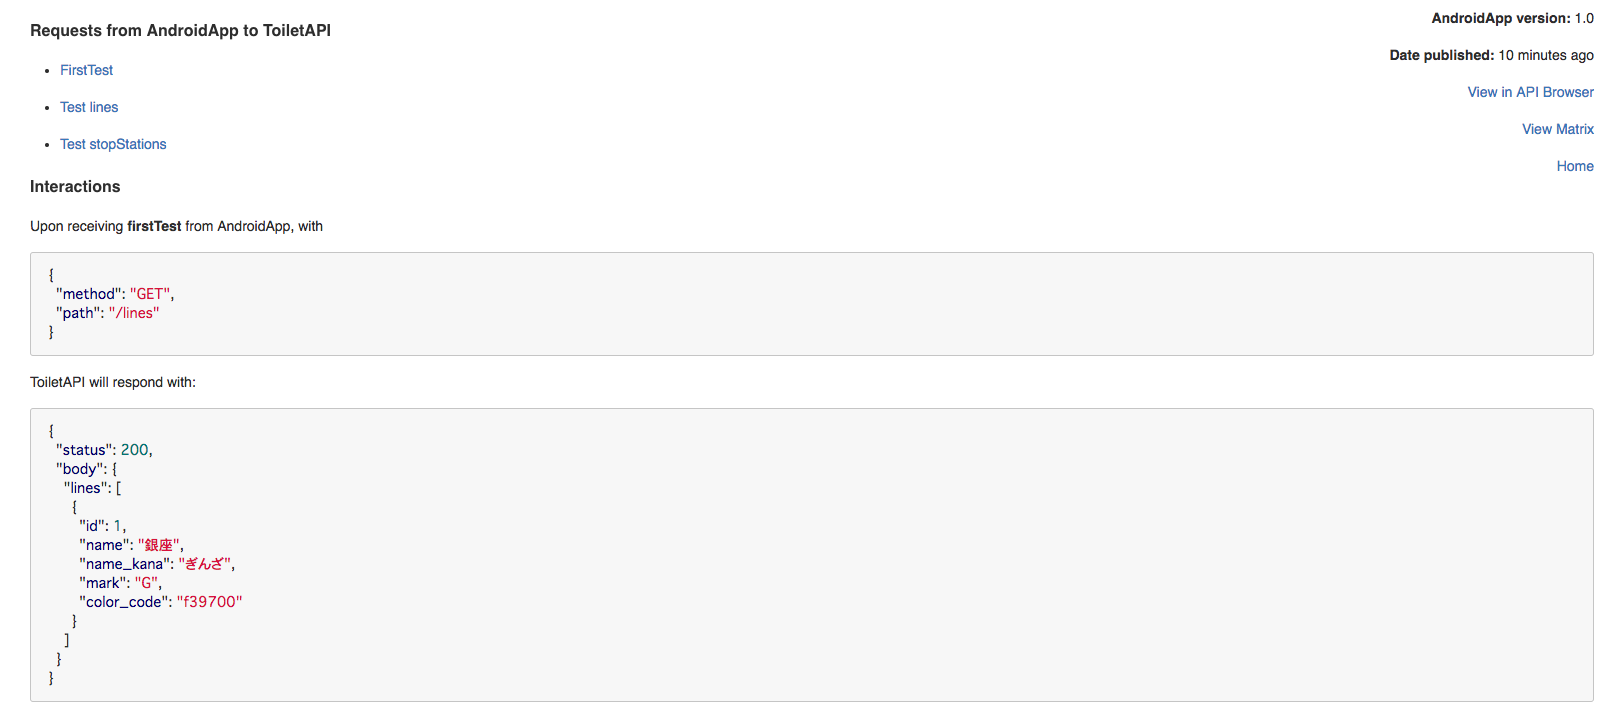 Requests from AndroidApp to ToiletAPI
AndroidApp version: 1.0
Date published: 10 minutes ago
View in API Browser
View Matrix
Home
• FirstTest
• Test lines
• Test stopStations
Interactions
Upon receiving firstTest from AndroidApp, with
{
"method": "GET",
"path": "/lines"
}
ToiletAPI will respond with:
{
"status": 200,
"body": {
"lines": [
{
"id": 1,
"name": "銀座",
"name_kana": "ぎんざ",
"mark": "G",
"color_code": "f39700"
}
]
}
}